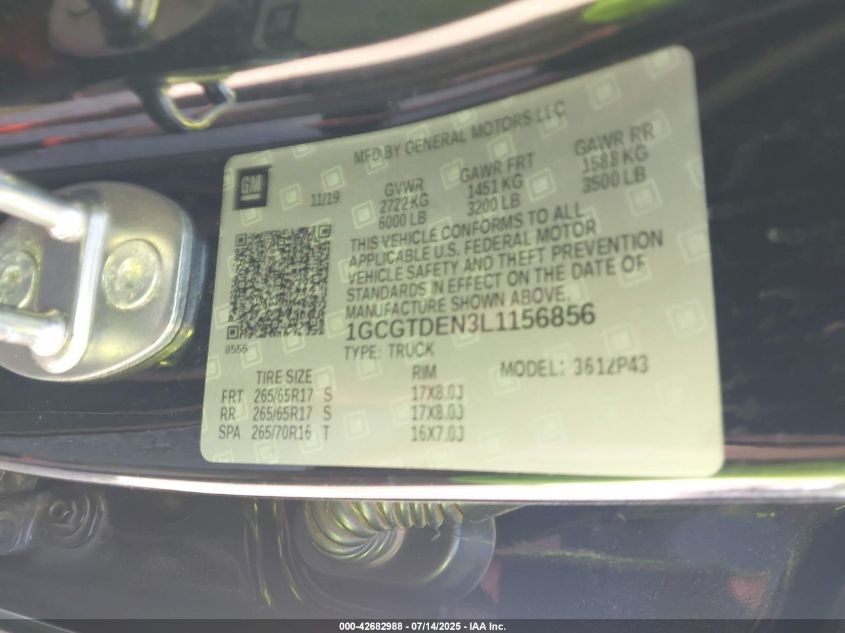 MFD BY GENERAL MOTORS LLC
GM
11/19
GVWR GAWR FRT GAWR RR
2722 KG 1451 KG 1588 KG
6000 LB 3200 LB 3500 LB
THIS VEHICLE CONFORMS TO ALL
APPLICABLE U.S. FEDERAL MOTOR
VEHICLE SAFETY AND THEFT PREVENTION
STANDARDS IN EFFECT ON THE DATE OF
MANUFACTURE SHOWN ABOVE.
1GCGTDEN3L1156856
8556
TYPE: TRUCK MODEL: 3612P43
TIRE SIZE RIM
FRT 265/65R17 S 17X8.0J
RR 265/65R17 S 17X8.0J
SPA 265/70R16 T 16X7.0J
000-42682988 - 07/14/2025 - IAA Inc.